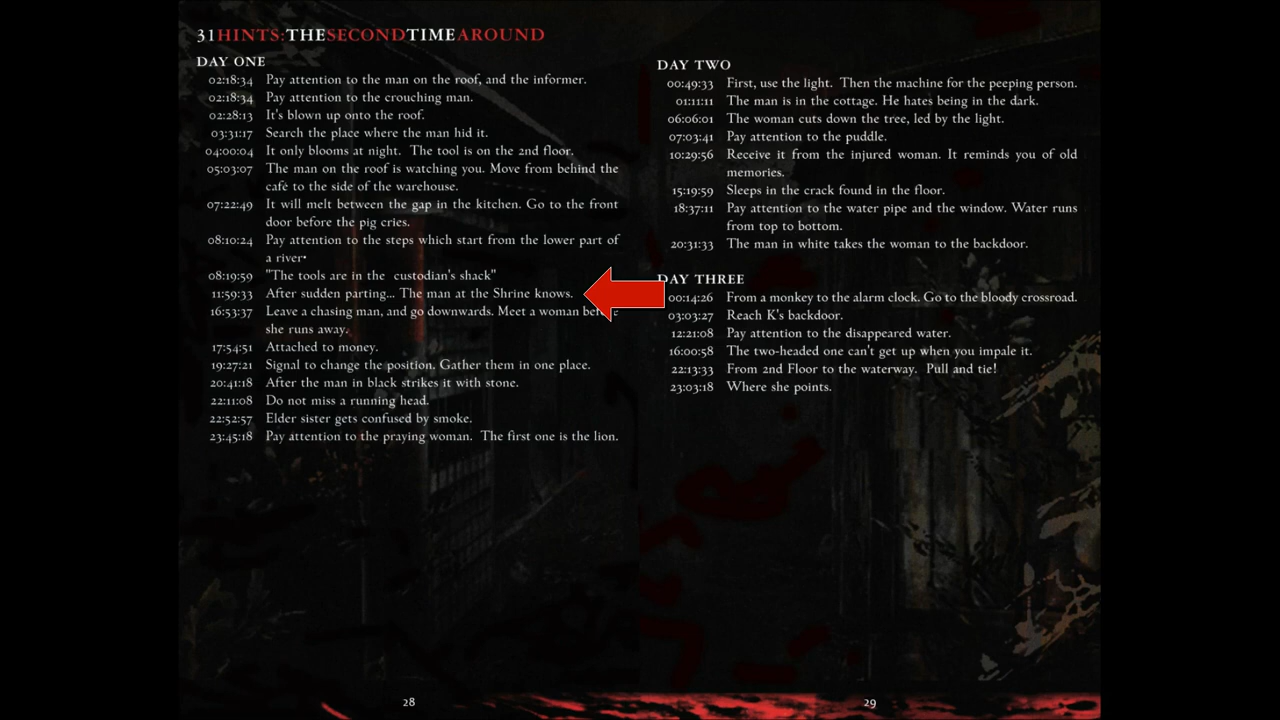 31HINTS:THESECONDTIMEAROUND
DAY ONE
02:18:34 Pay attention to the man on the roof, and the informer.
02:18:34 Pay attention to the crouching man.
02:28:13 It's blown up onto the roof.
03:31:17 Search the place where the man hid it.
04:00:04 It only blooms at night. The tool is on the 2nd floor.
05:03:07 The man on the roof is watching you. Move from behind the
café to the side of the warehouse.
07:22:49 It will melt between the gap in the kitchen. Go to the front
door before the pig cries.
08:10:24 Pay attention to the steps which start from the lower part of
a river.
08:19:59 "The tools are in the custodian's shack"
11:59:33 After sudden parting... The man at the Shrine knows.
16:53:37 Leave a chasing man, and go downwards. Meet a woman before
she runs away.
17:54:51 Attached to money.
19:27:21 Signal to change the position. Gather them in one place.
20:41:18 After the man in black strikes it with stone.
22:11:08 Do not miss a running head.
22:52:57 Elder sister gets confused by smoke.
23:45:18 Pay attention to the praying woman. The first one is the lion.
28
DAY TWO
00:49:33 First, use the light. Then the machine for the peeping person.
01:11:11 The man is in the cottage. He hates being in the dark.
06:06:01 The woman cuts down the tree, led by the light.
07:03:41 Pay attention to the puddle.
10:29:56 Receive it from the injured woman. It reminds you of old
memories.
15:19:59 Sleeps in the crack found in the floor.
18:37:11 Pay attention to the water pipe and the window. Water runs
from top to bottom.
20:31:33 The man in white takes the woman to the backdoor.
DAY THREE
00:14:26 From a monkey to the alarm clock. Go to the bloody crossroad.
03:03:27 Reach K's backdoor.
12:21:08 Pay attention to the disappeared water.
16:00:58 The two-headed one can't get up when you impale it.
22:13:33 From 2nd Floor to the waterway. Pull and tie!
23:03:18 Where she points.
29